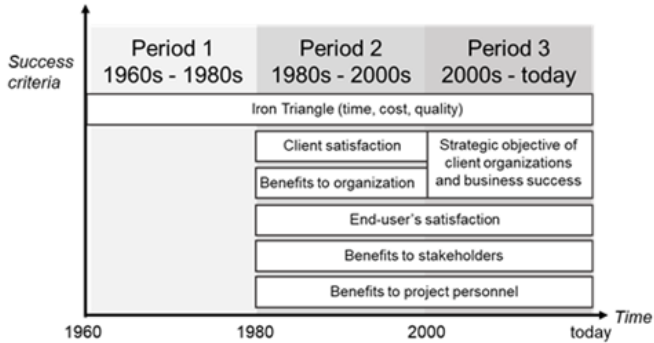 Success
criteria
Period 1
1960s - 1980s
Period 2
1980s - 2000s
Period 3
2000s - today
Iron Triangle (time, cost, quality)
Client satisfaction
Benefits to organization
Strategic objective of
client organizations
and business success
End-user's satisfaction
Benefits to stakeholders
Benefits to project personnel
Time
1960
1980
2000
today